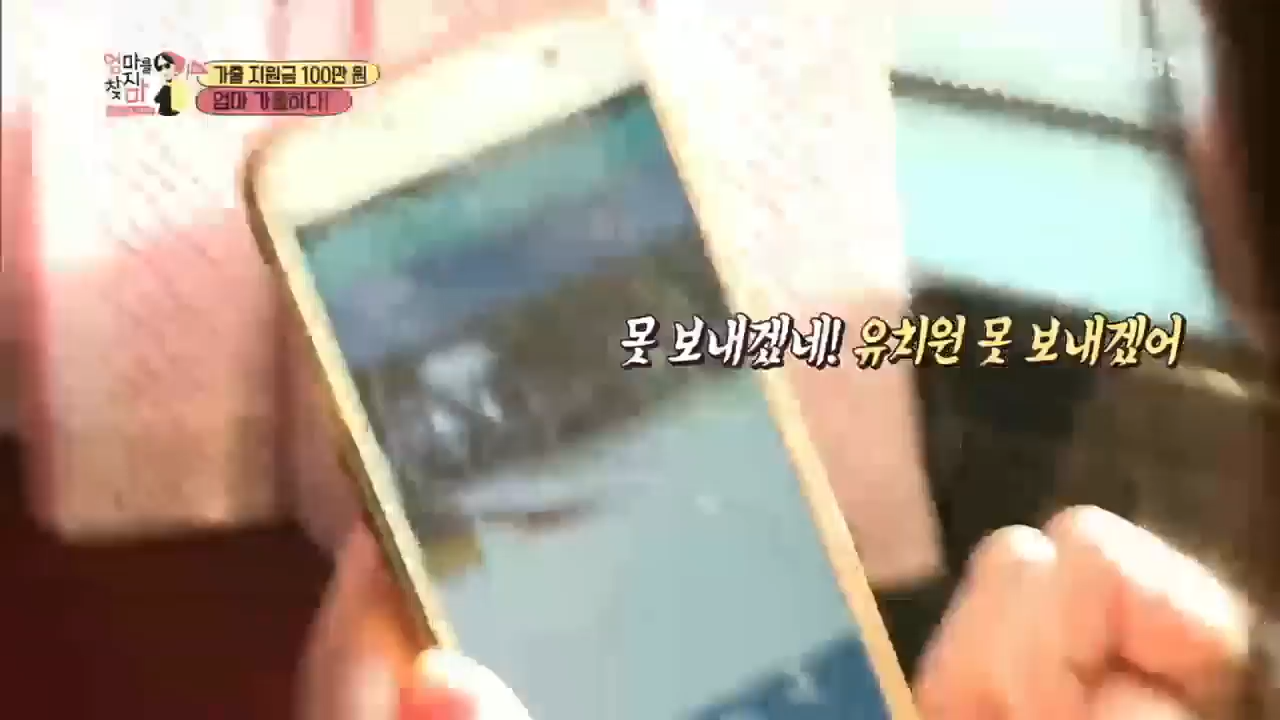 엄마를
찾지
마
가출 지원금 100만 원
엄마 가출하다!
못 보내겠네! 유치원 못 보내겠어